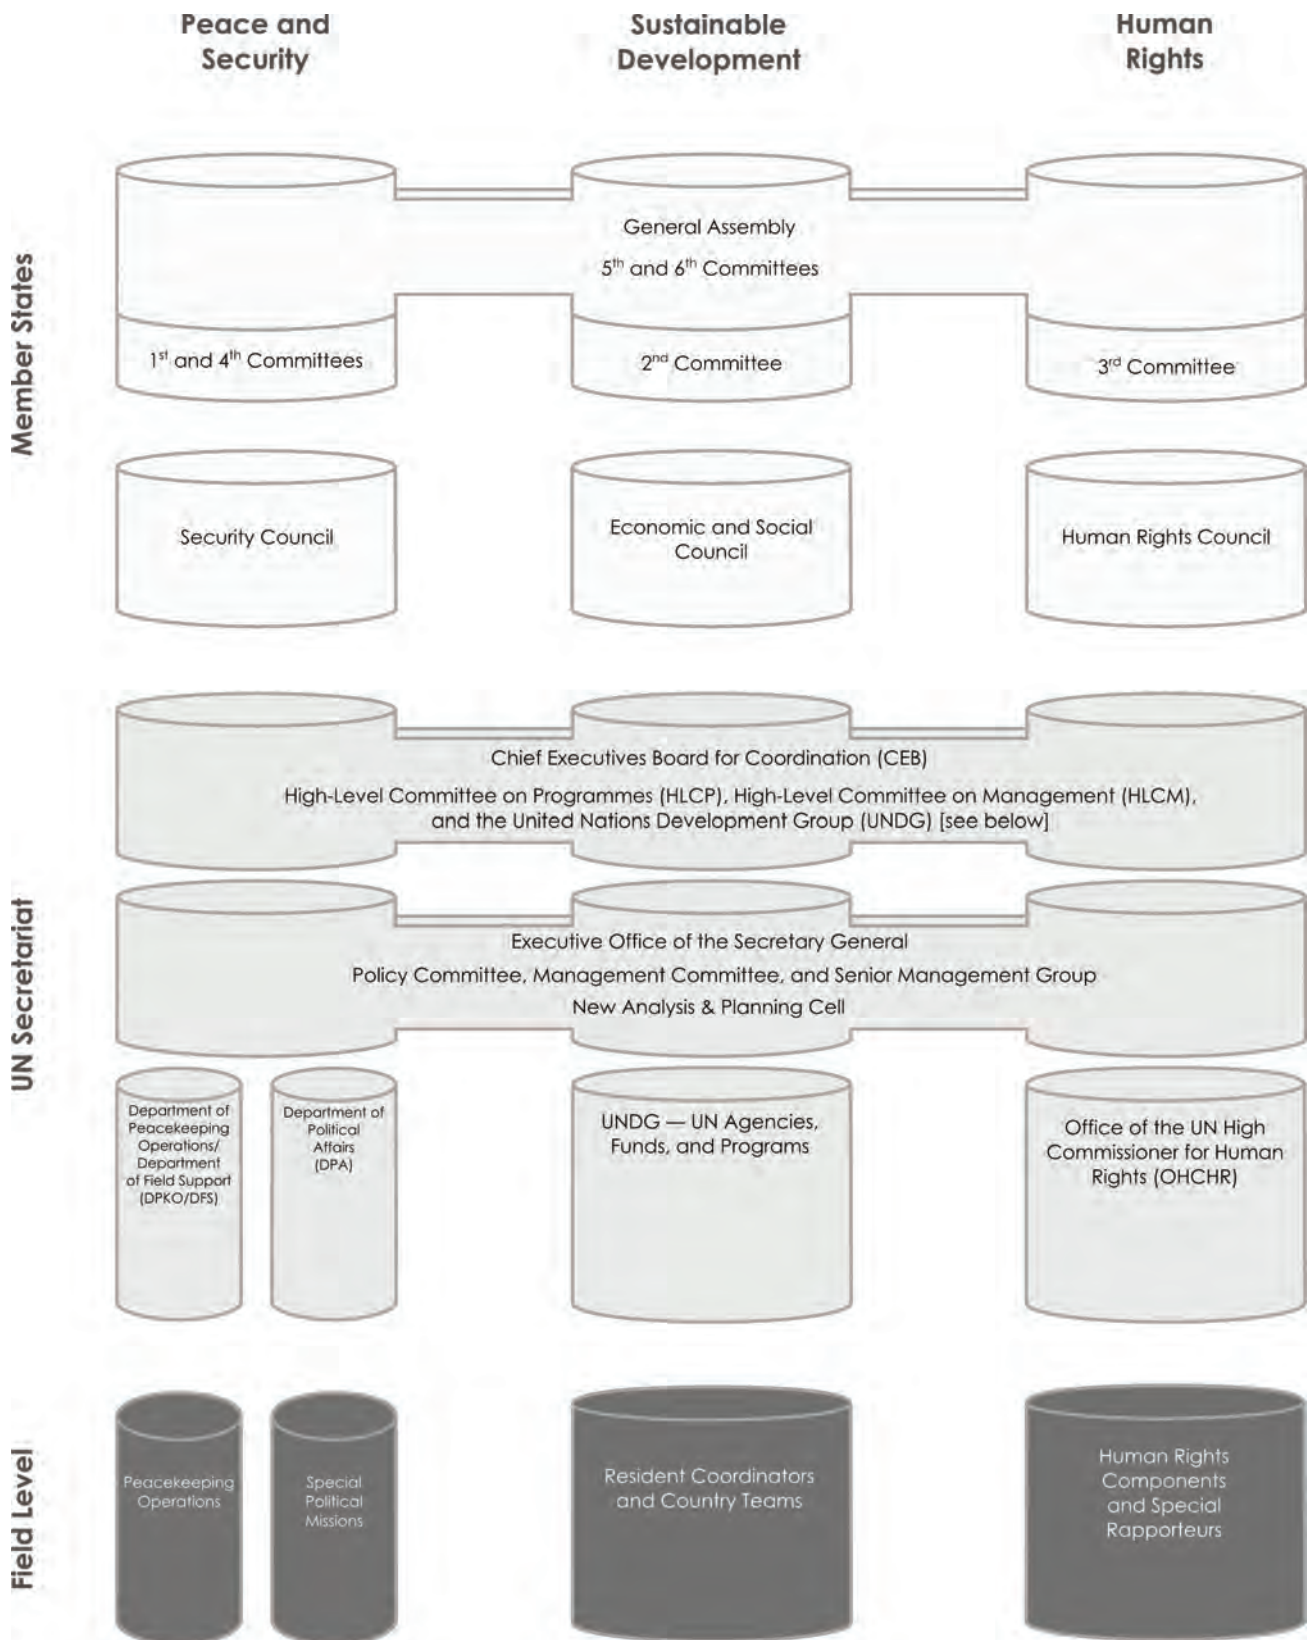 Peace and
Security
Sustainable
Development
Human
Rights
Member States
General Assembly
5th and 6th Committees
1st and 4th Committees
2nd Committee
3rd Committee
Security Council
Economic and Social
Council
Human Rights Council
UN Secretariat
Chief Executives Board for Coordination (CEB)
High-Level Committee on Programmes (HLCP), High-Level Committee on Management (HLCM),
and the United Nations Development Group (UNDG) [see below]
Executive Office of the Secretary General
Policy Committee, Management Committee, and Senior Management Group
New Analysis & Planning Cell
Department of
Peacekeeping
Operations/
Department
of Field Support
(DPKO/DFS)
Department of
Political
Affairs
(DPA)
UNDG — UN Agencies,
Funds, and Programs
Office of the UN High
Commissioner for Human
Rights (OHCHR)
Field Level
Peacekeeping
Operations
Special
Political
Missions
Resident Coordinators
and Country Teams
Human Rights
Components
and Special
Rapporteurs